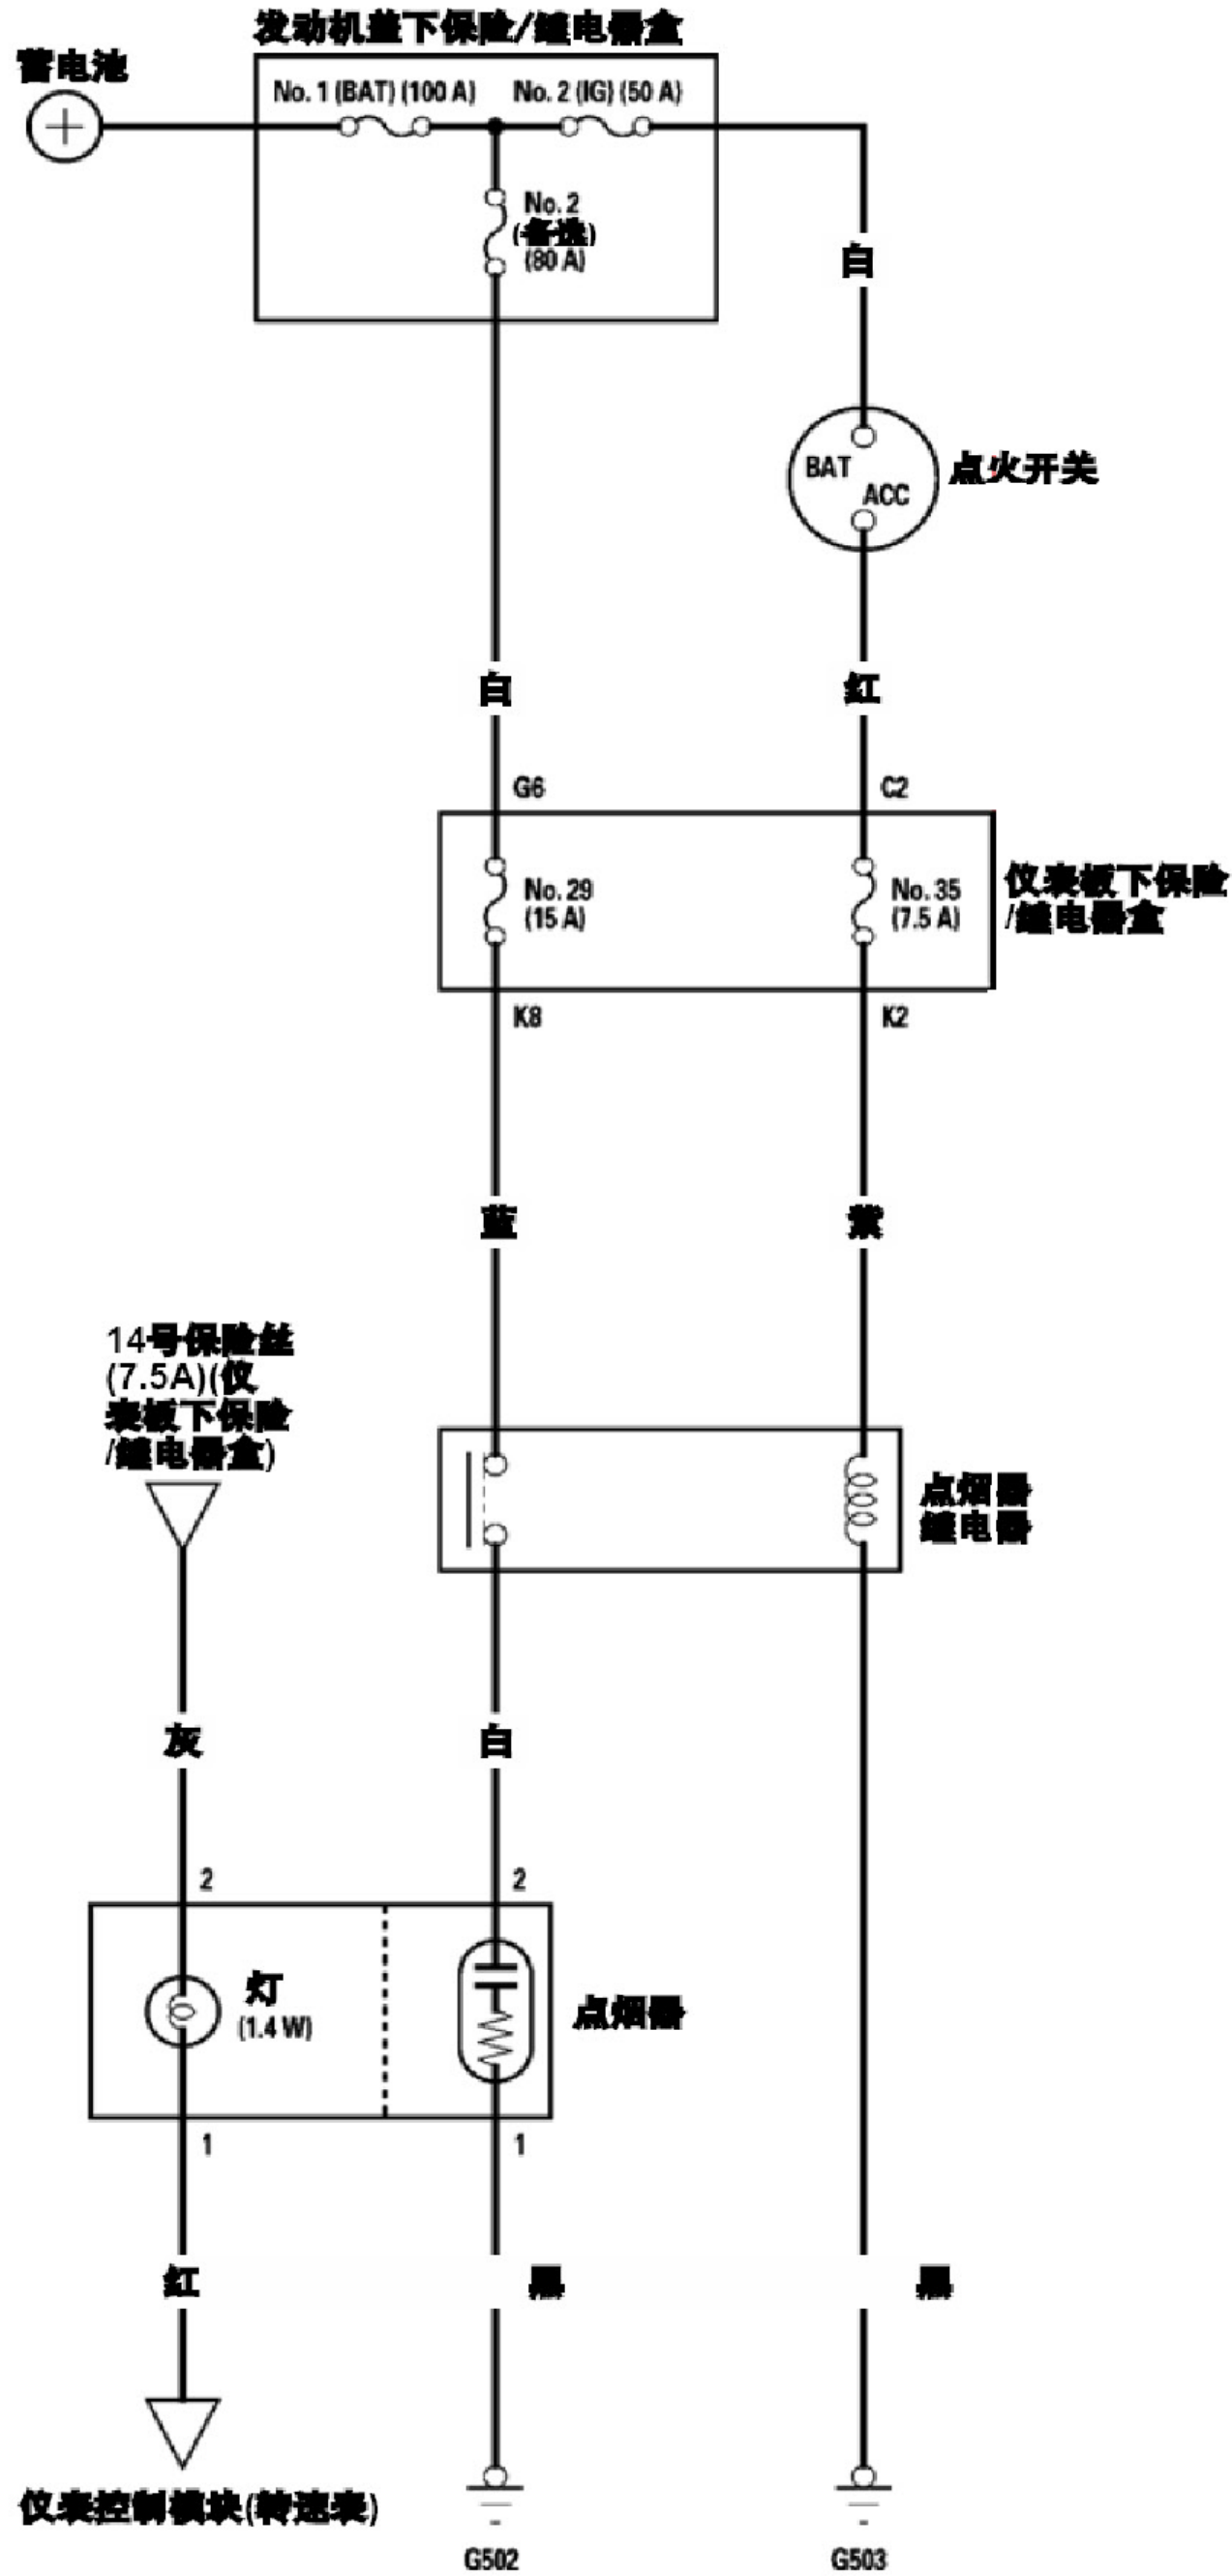 发动机盖下保险/继电器盒
蓄电池
No. 1 (BAT) (100 A)
No. 2 (IG) (50 A)
No. 2
(备选)
(80 A)
白
BAT
ACC
点火开关
白
红
G6
C2
No. 29
(15 A)
No. 35
(7.5 A)
仪表板下保险
/继电器盒
K8
K2
蓝
紫
14号保险丝
(7.5A)(仪
表板下保险
/继电器盒)
点烟器
继电器
灰
白
2
2
灯
(1.4 W)
点烟器
1
1
红
黑
黑
仪表控制模块(转速表)
G502
G503